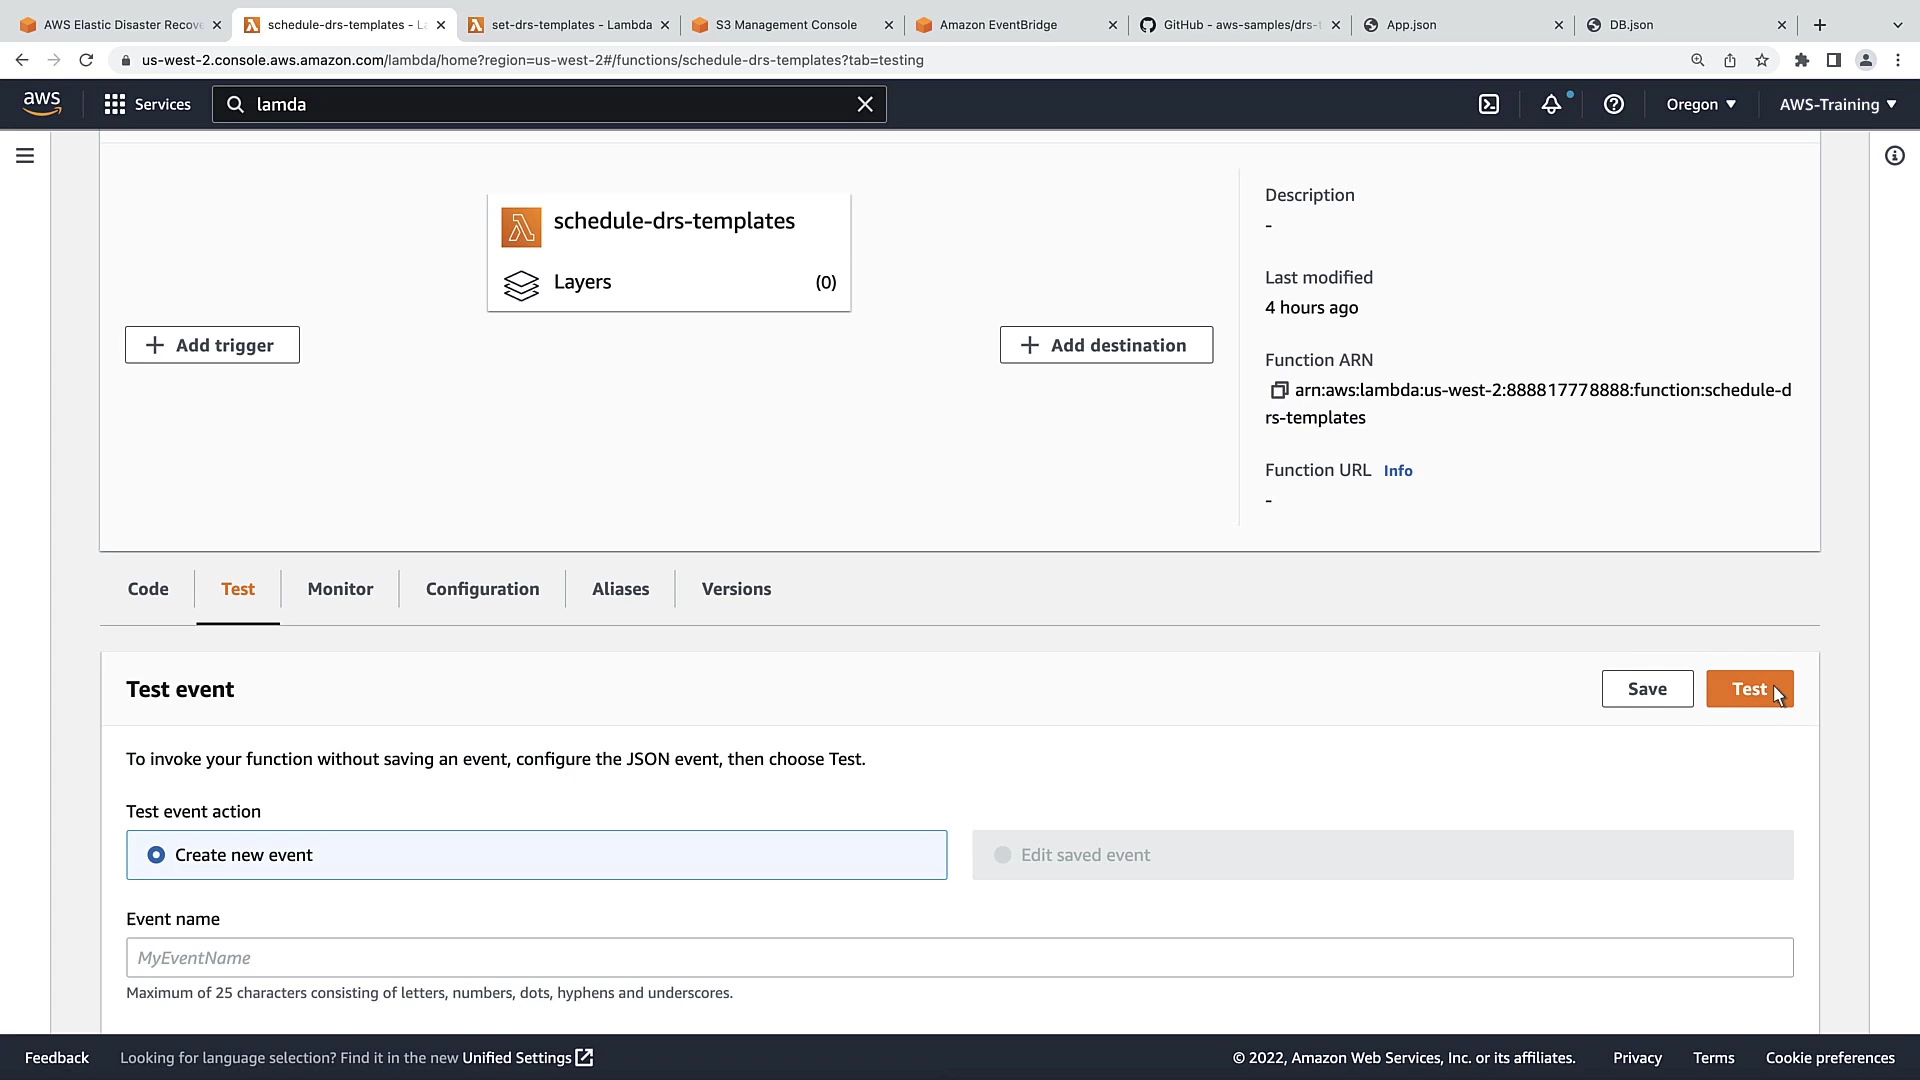 AWS Elastic Disaster Recove
schedule-drs-templates - La
set-drs-templates - Lambda
S3 Management Console
Amazon EventBridge
GitHub - aws-samples/drs-t
App.json
DB.json
us-west-2.console.aws.amazon.com/lambda/home?region=us-west-2#/functions/schedule-drs-templates?tab=testing
aws
Services
lamda
Oregon
AWS-Training
schedule-drs-templates
Layers
(0)
Add trigger
Add destination
Description
-
Last modified
4 hours ago
Function ARN
arn:aws:lambda:us-west-2:888817778888:function:schedule-d
rs-templates
Function URL Info
-
Code
Test
Monitor
Configuration
Aliases
Versions
Test event
Save
Test
To invoke your function without saving an event, configure the JSON event, then choose Test.
Test event action
Create new event
Edit saved event
Event name
MyEventName
Maximum of 25 characters consisting of letters, numbers, dots, hyphens and underscores.
Feedback
Looking for language selection? Find it in the new Unified Settings
© 2022, Amazon Web Services, Inc. or its affiliates.
Privacy
Terms
Cookie preferences